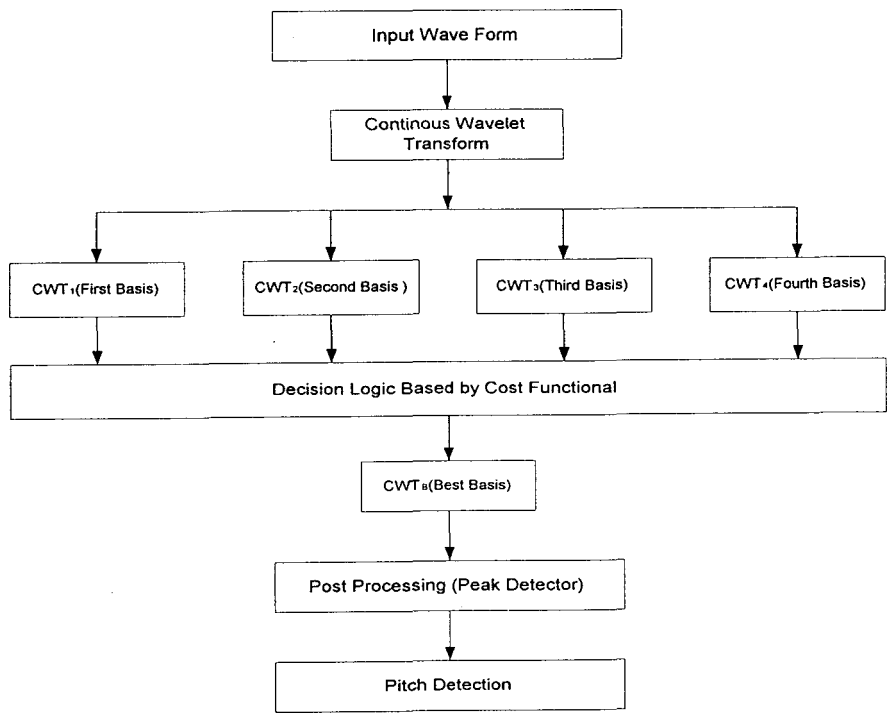 Input Wave Form
Continous Wavelet
Transform
CWT₁(First Basis)
CWT₂(Second Basis )
CWT₃(Third Basis)
CWT₄(Fourth Basis)
Decision Logic Based by Cost Functional
CWT_B(Best Basis)
Post Processing (Peak Detector)
Pitch Detection